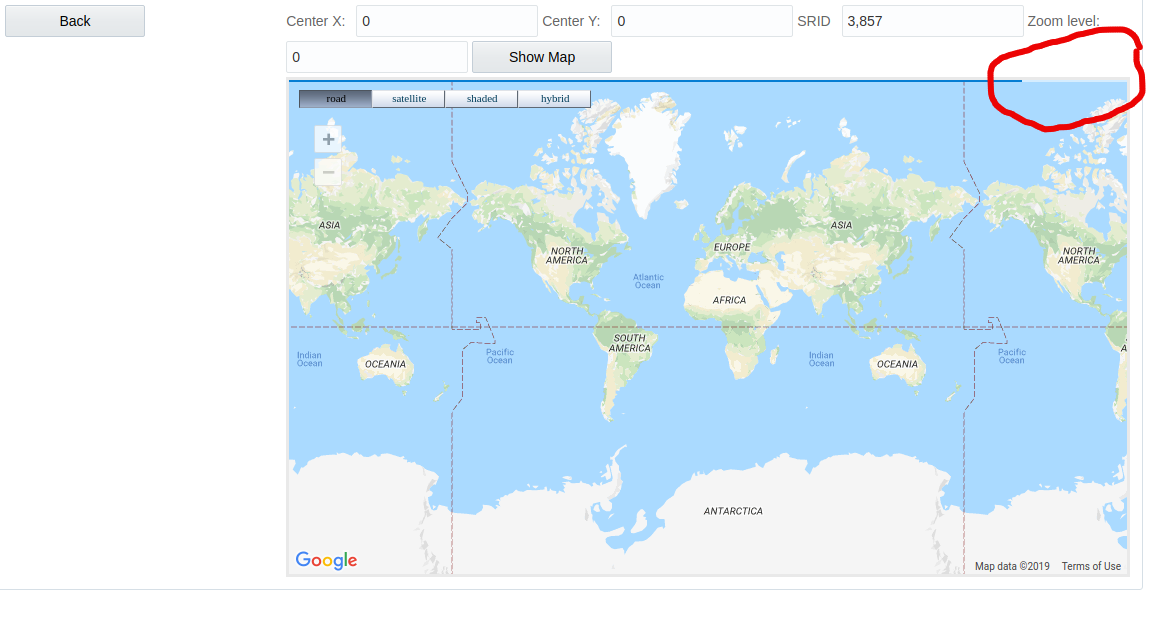 Back Center X: 0 Center Y: 0 SRID 3,857 Zoom level:
0 Show Map
road satellite shaded hybrid
+
−
ASIA EUROPE ASIA
NORTH AMERICA NORTH AMERICA
Atlantic Ocean
AFRICA
SOUTH AMERICA A
Indian Ocean Pacific Ocean Indian Ocean Pacific Ocean
OCEANIA OCEANIA
ANTARCTICA
Google Map data ©2019 Terms of Use